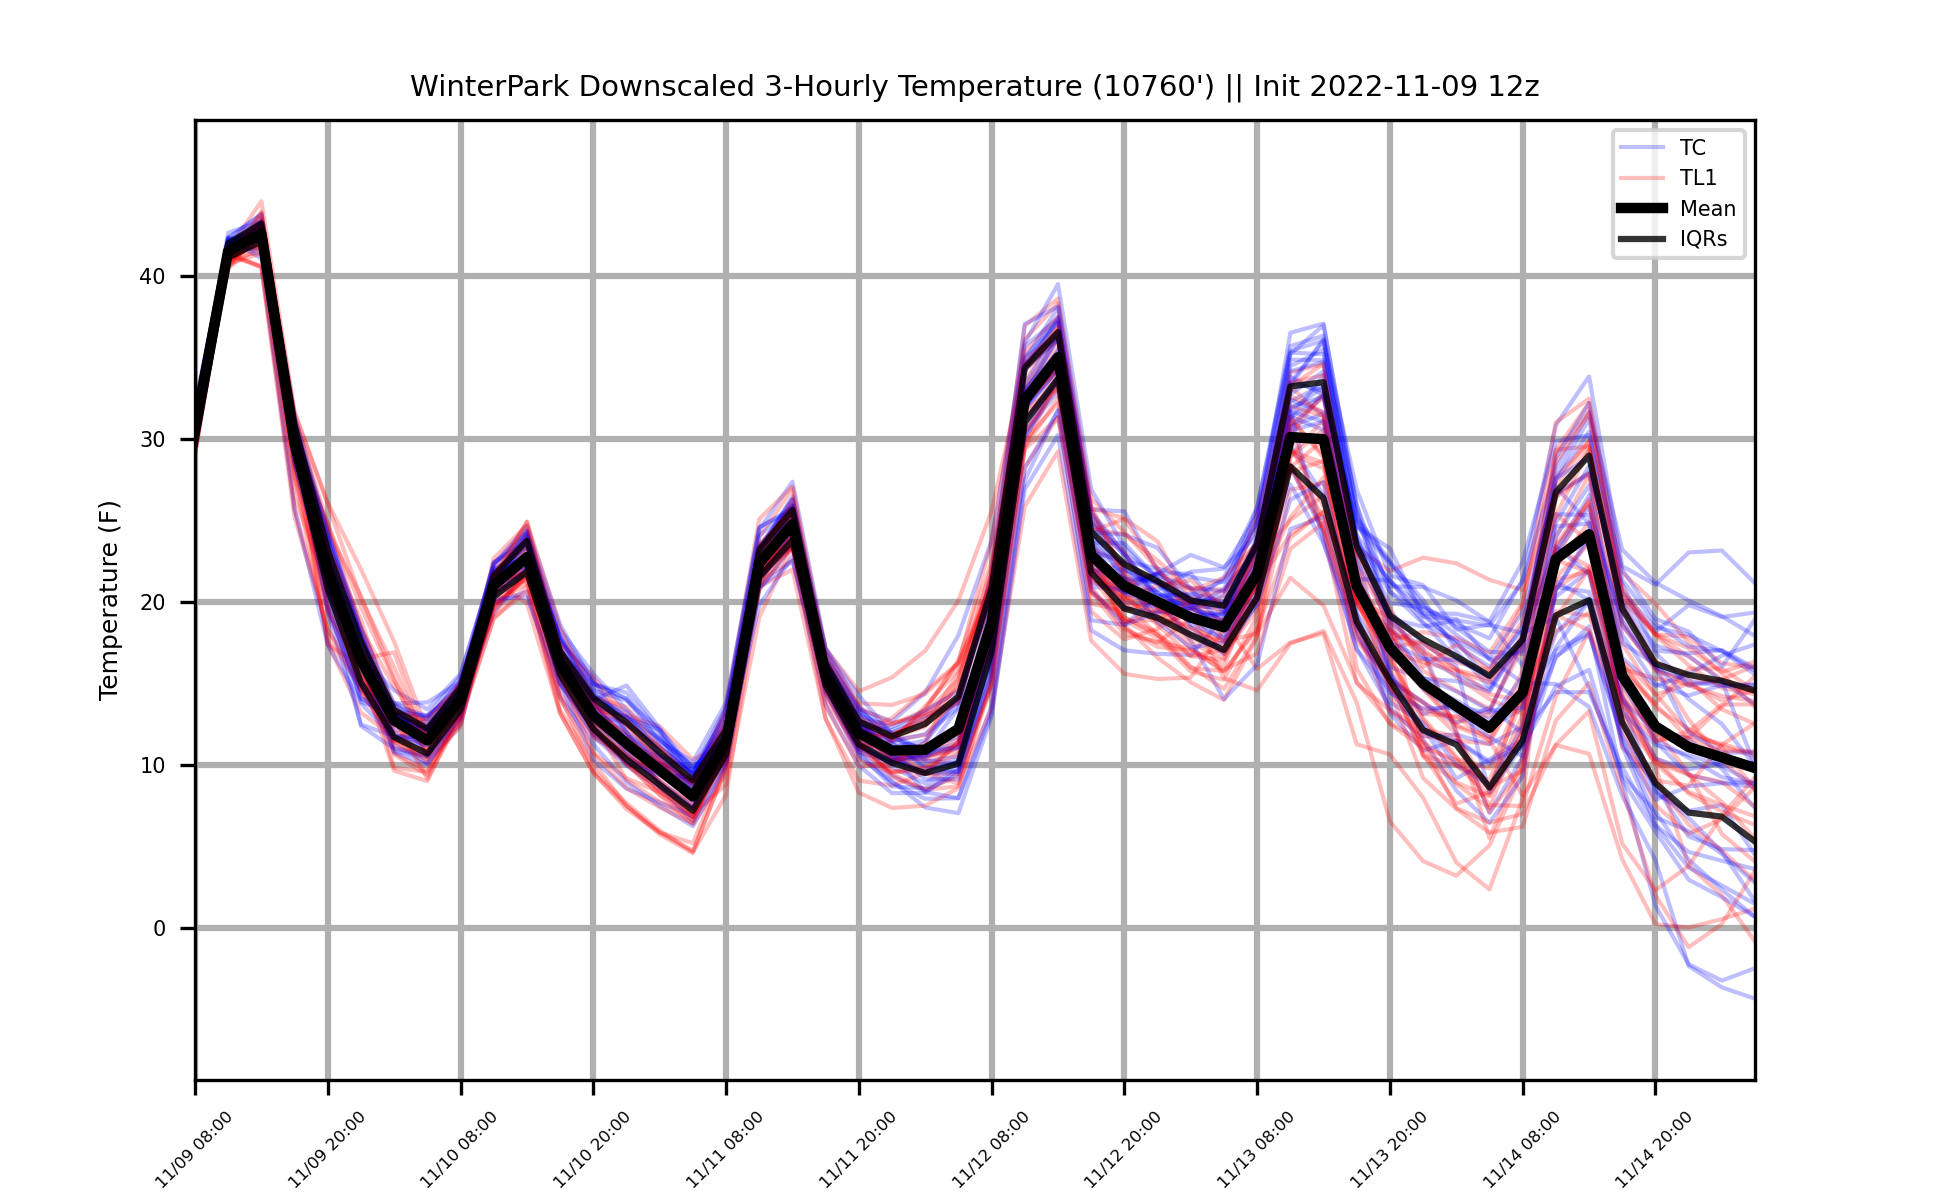 WinterPark Downscaled 3-Hourly Temperature (10760') || Init 2022-11-09 12z
TC
TL1
Mean
IQRs
Temperature (F)
40
30
20
10
0
11/09 08:00
11/09 20:00
11/10 08:00
11/10 20:00
11/11 08:00
11/11 20:00
11/12 08:00
11/12 20:00
11/13 08:00
11/13 20:00
11/14 08:00
11/14 20:00